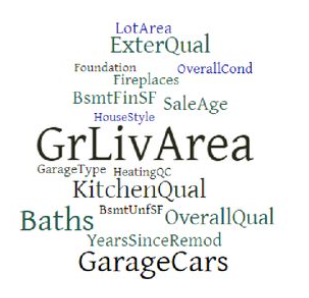 LotArea
ExterQual
Foundation OverallCond
Fireplaces
BsmtFinSF SaleAge
HouseStyle
GrLivArea
GarageType HeatingQC
KitchenQual
BsmtUnfSF
Baths OverallQual
YearsSinceRemod
GarageCars